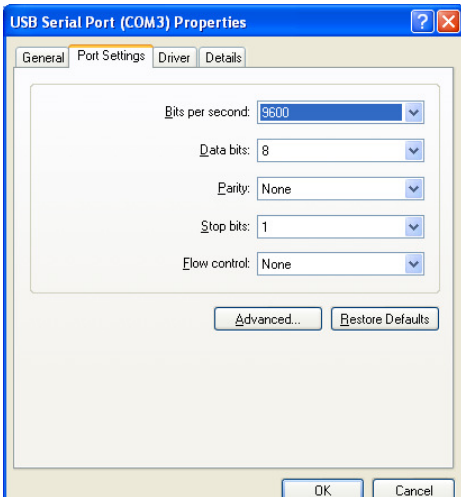 USB Serial Port (COM3) Properties
General Port Settings Driver Details
Bits per second: 9600
Data bits: 8
Parity: None
Stop bits: 1
Flow control: None
Advanced... Restore Defaults
OK Cancel